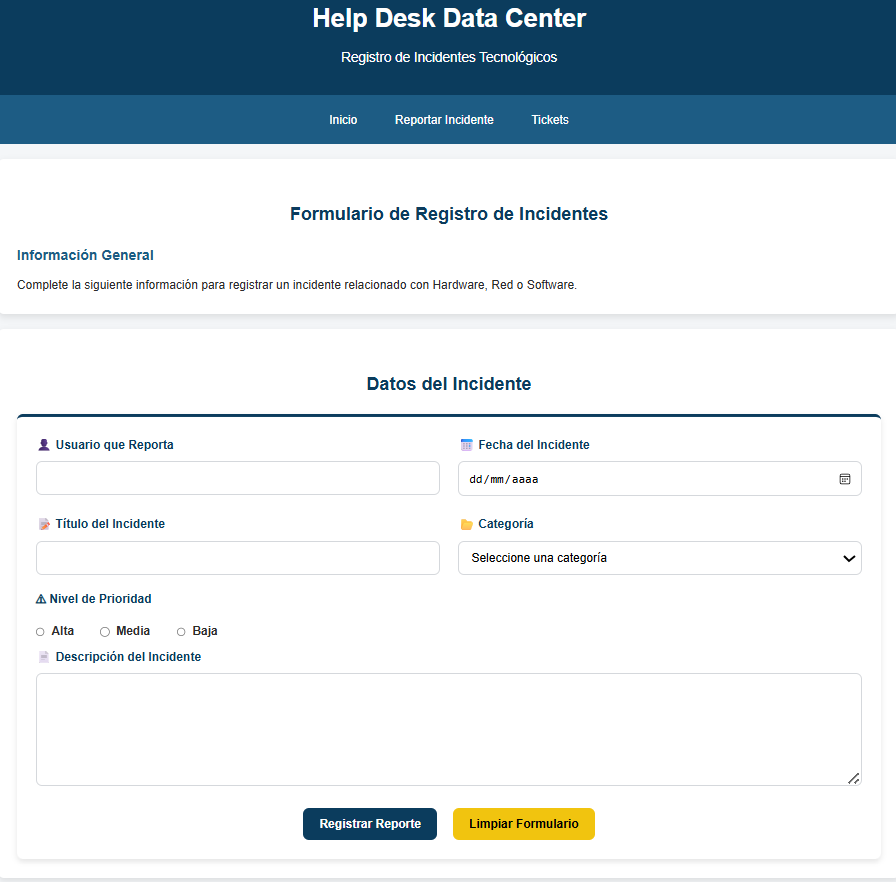 Help Desk Data Center
Registro de Incidentes Tecnológicos
Inicio Reportar Incidente Tickets
Formulario de Registro de Incidentes
Información General
Complete la siguiente información para registrar un incidente relacionado con Hardware, Red o Software.
Datos del Incidente
Usuario que Reporta
Fecha del Incidente
dd/mm/aaaa
Título del Incidente
Categoría
Seleccione una categoría
Nivel de Prioridad
Alta Media Baja
Descripción del Incidente
Registrar Reporte Limpiar Formulario